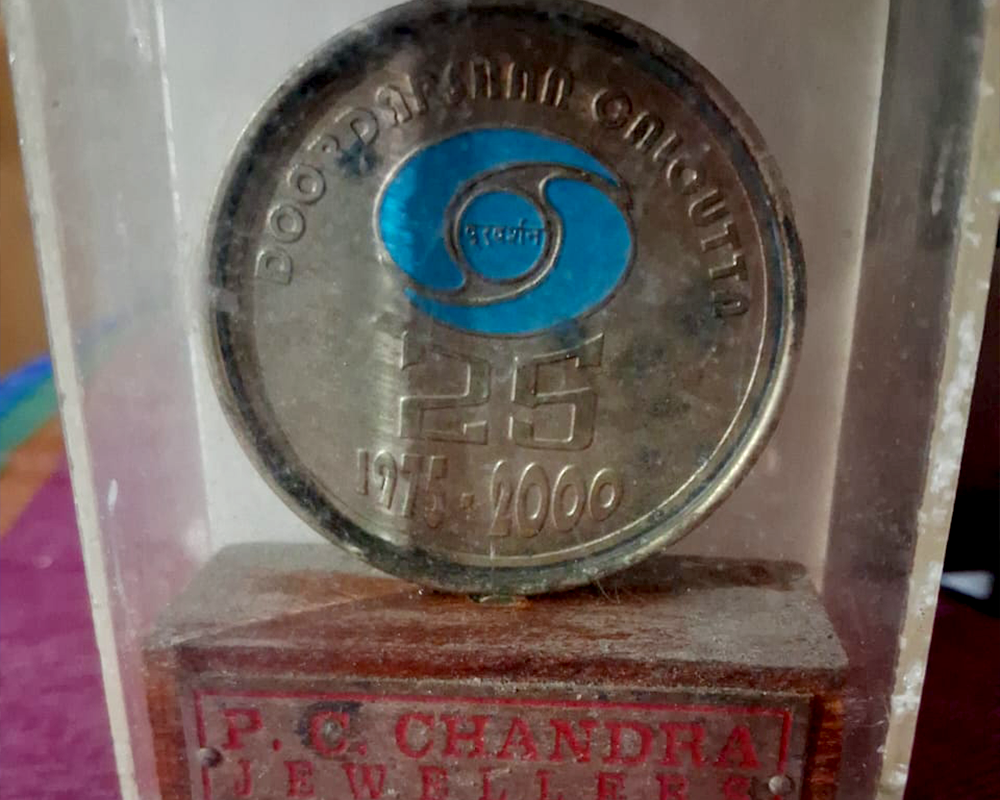 DOORDARSHAN CALCUTTA
दूरदर्शन
25
1975-2000
P. C. CHANDRA
JEWELLERS